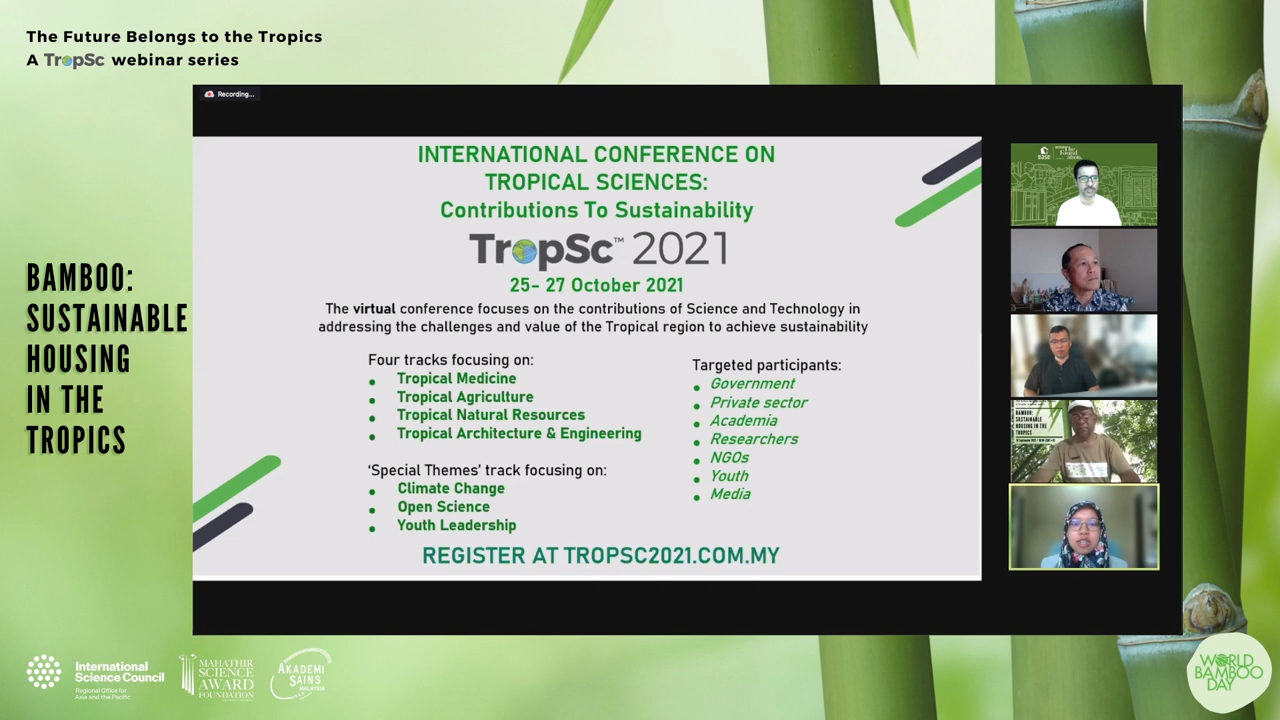 The Future Belongs to the Tropics
A TropSc webinar series
Recording...
BAMBOO:
SUSTAINABLE
HOUSING
IN THE
TROPICS
INTERNATIONAL CONFERENCE ON
TROPICAL SCIENCES:
Contributions To Sustainability
TropSc™ 2021
25- 27 October 2021
The virtual conference focuses on the contributions of Science and Technology in
addressing the challenges and value of the Tropical region to achieve sustainability
Four tracks focusing on:
• Tropical Medicine
• Tropical Agriculture
• Tropical Natural Resources
• Tropical Architecture & Engineering
'Special Themes' track focusing on:
• Climate Change
• Open Science
• Youth Leadership
Targeted participants:
• Government
• Private sector
• Academia
• Researchers
• NGOs
• Youth
• Media
REGISTER AT TROPSC2021.COM.MY
BAMBOO:
SUSTAINABLE
HOUSING IN THE
TROPICS
International
Science Council
Regional Office for
Asia and the Pacific
MAHATHIR
SCIENCE
AWARD
FOUNDATION
AKADEMI
SAINS
MALAYSIA
WORLD
BAMBOO
DAY